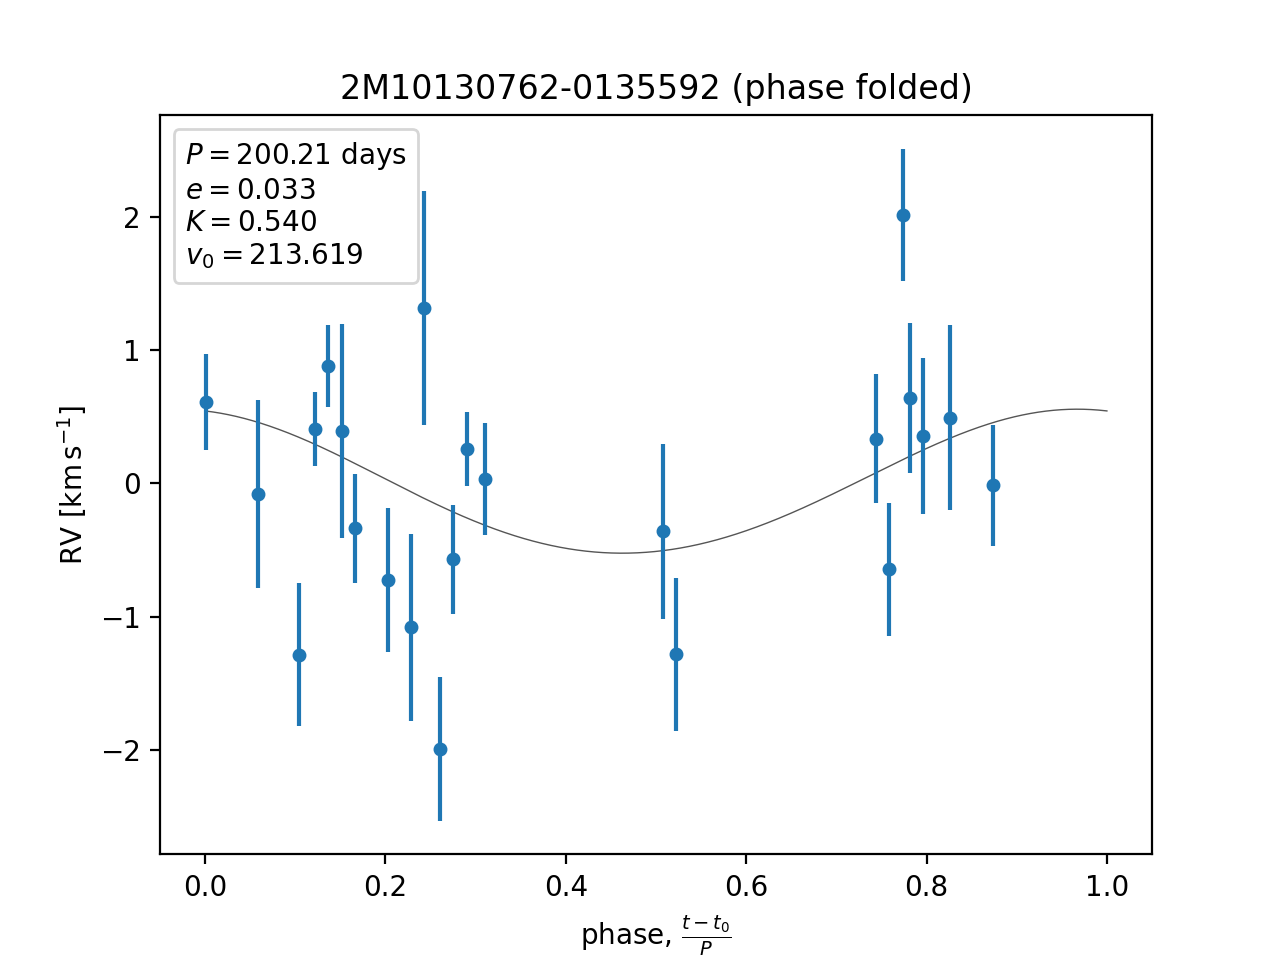 2M10130762-0135592 (phase folded)
P = 200.21 days
e = 0.033
K = 0.540
v₀ = 213.619
RV [km s⁻¹]
2
1
0
−1
−2
0.0 0.2 0.4 0.6 0.8 1.0
phase, (t − t₀)/P